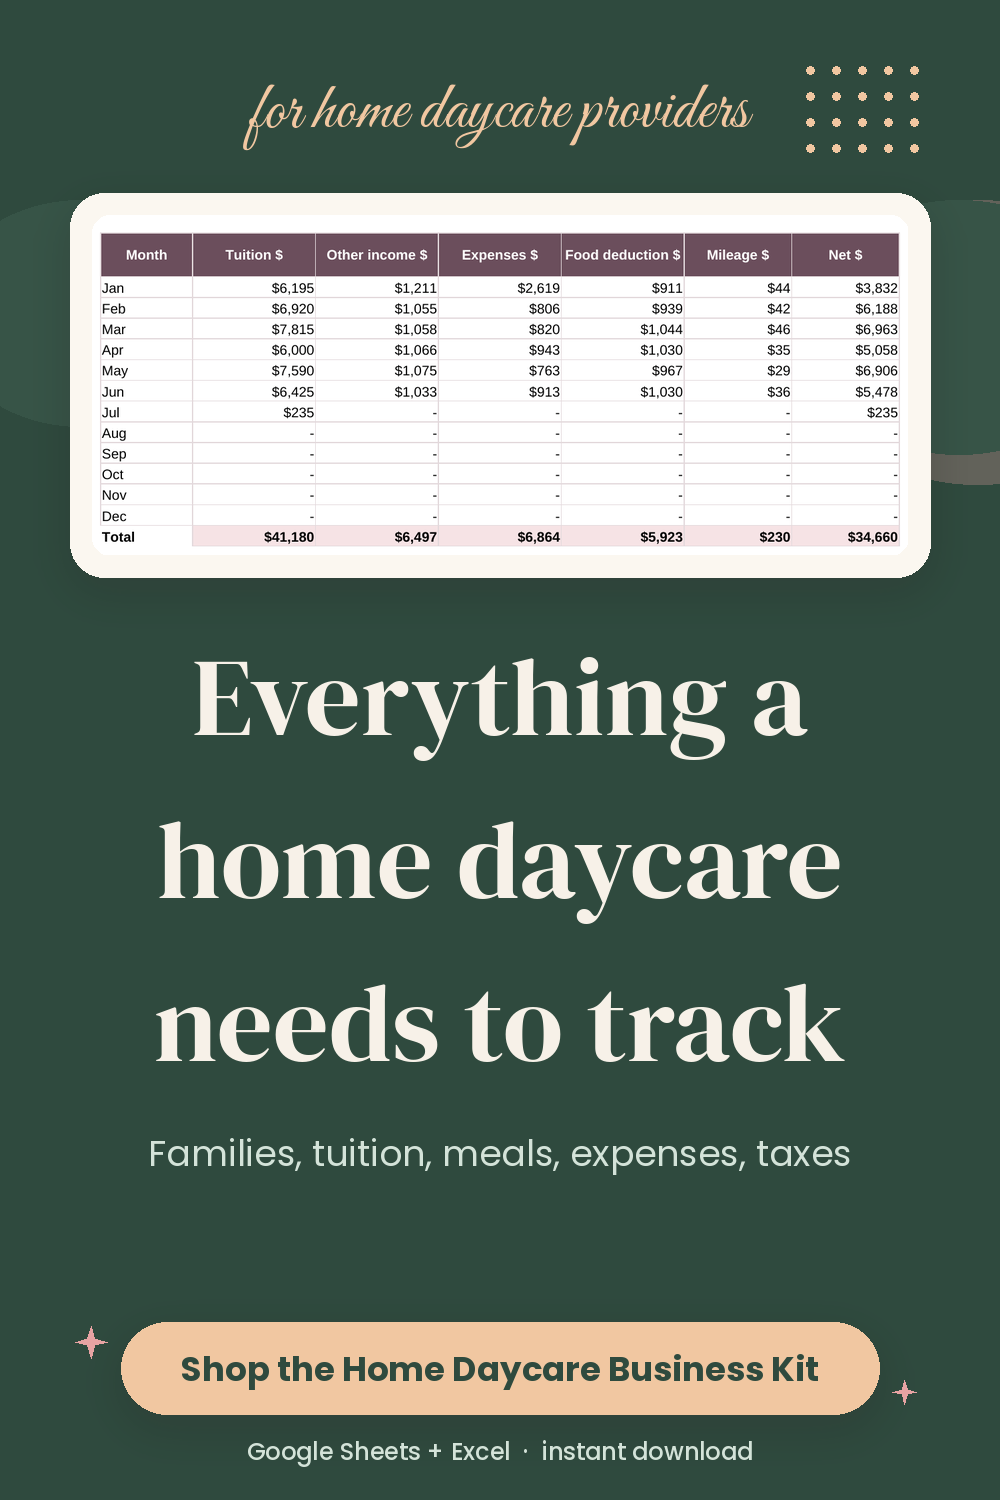 for home daycare providers
Month Tuition $ Other income $ Expenses $ Food deduction $ Mileage $ Net $
Jan $6,195 $1,211 $2,619 $911 $44 $3,832
Feb $6,920 $1,055 $806 $939 $42 $6,188
Mar $7,815 $1,058 $820 $1,044 $46 $6,963
Apr $6,000 $1,066 $943 $1,030 $35 $5,058
May $7,590 $1,075 $763 $967 $29 $6,906
Jun $6,425 $1,033 $913 $1,030 $36 $5,478
Jul $235 - - - - $235
Aug - - - - - -
Sep - - - - - -
Oct - - - - - -
Nov - - - - - -
Dec - - - - - -
Total $41,180 $6,497 $6,864 $5,923 $230 $34,660
Everything a
home daycare
needs to track
Families, tuition, meals, expenses, taxes
Shop the Home Daycare Business Kit
Google Sheets + Excel · instant download